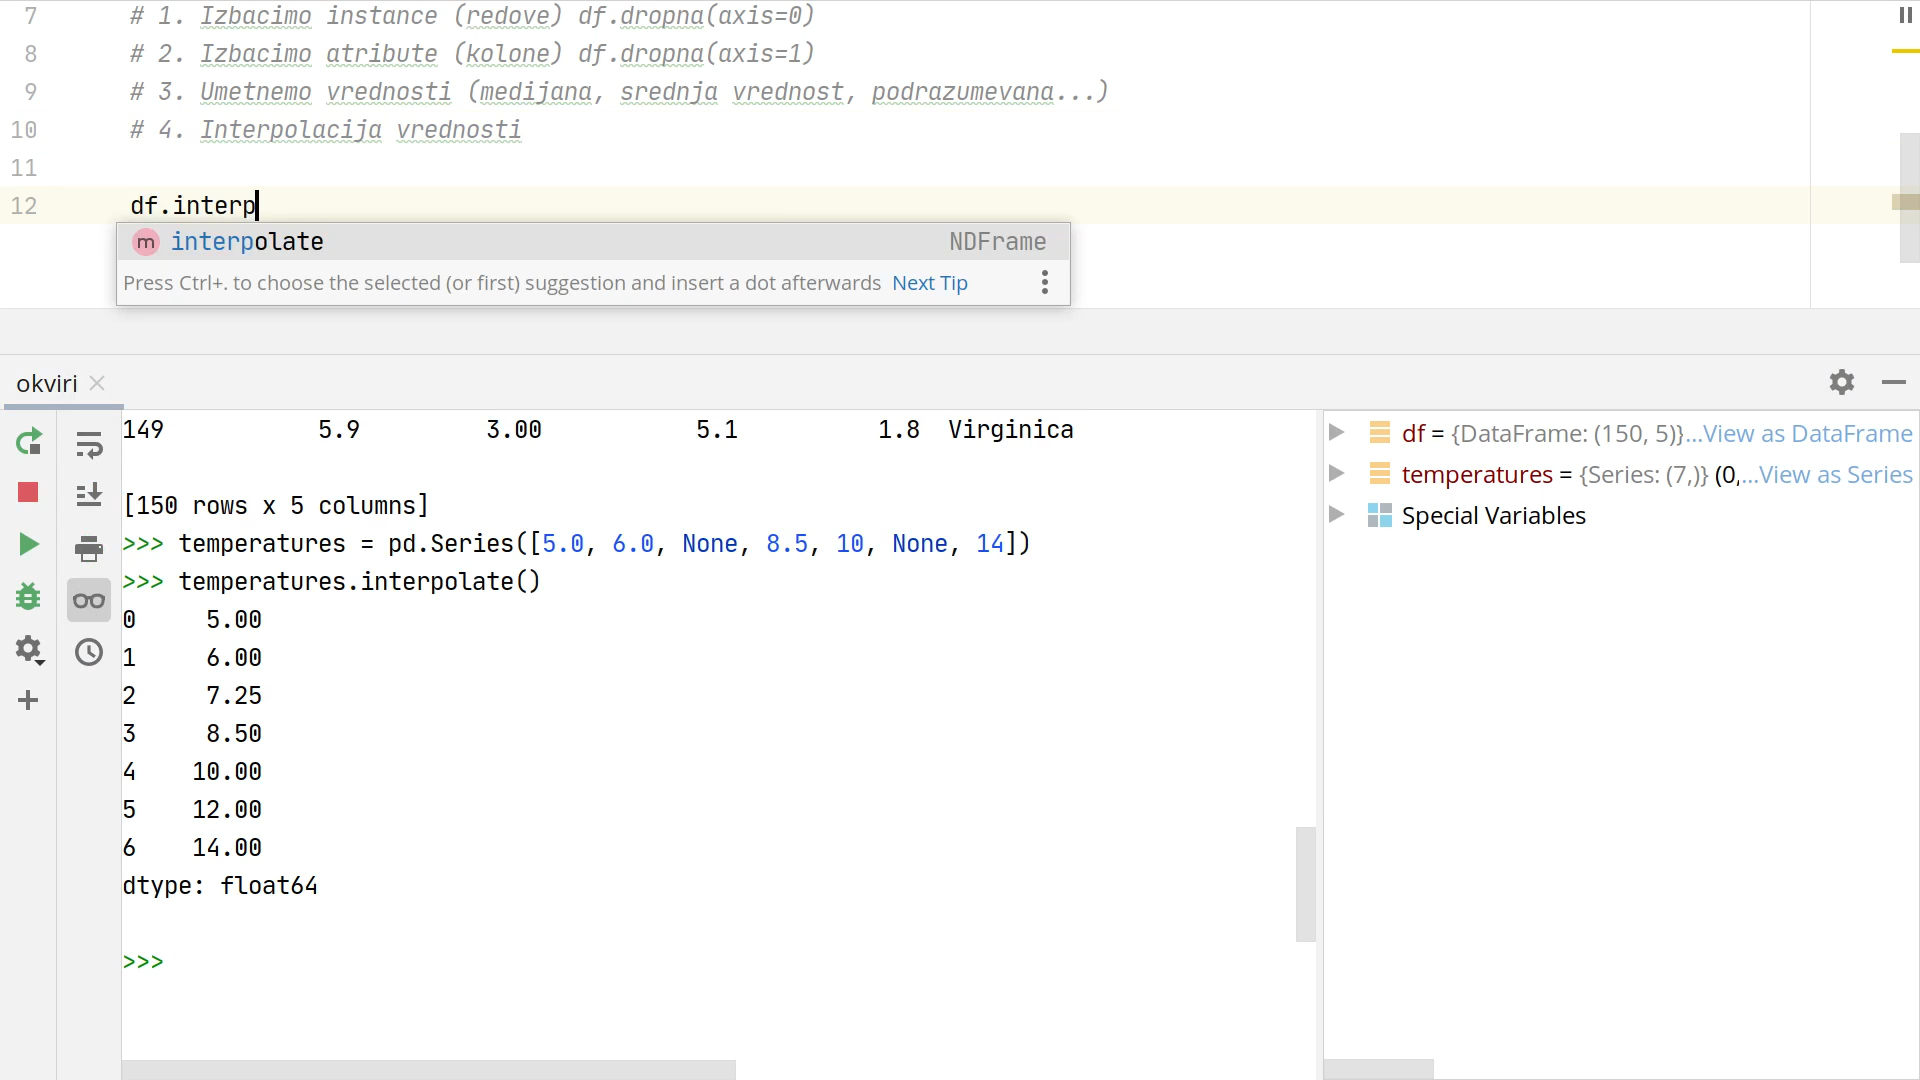 7 # 1. Izbacimo instance (redove) df.dropna(axis=0)
8 # 2. Izbacimo atribute (kolone) df.dropna(axis=1)
9 # 3. Umetnemo vrednosti (medijana, srednja vrednost, podrazumevana...)
10 # 4. Interpolacija vrednosti
11
12 df.interp
m interpolate NDFrame
Press Ctrl+. to choose the selected (or first) suggestion and insert a dot afterwards Next Tip
okviri
149 5.9 3.00 5.1 1.8 Virginica
[150 rows x 5 columns]
>>> temperatures = pd.Series([5.0, 6.0, None, 8.5, 10, None, 14])
>>> temperatures.interpolate()
0 5.00
1 6.00
2 7.25
3 8.50
4 10.00
5 12.00
6 14.00
dtype: float64
>>>
df = {DataFrame: (150, 5)}...View as DataFrame
temperatures = {Series: (7,)} (0,...View as Series
Special Variables